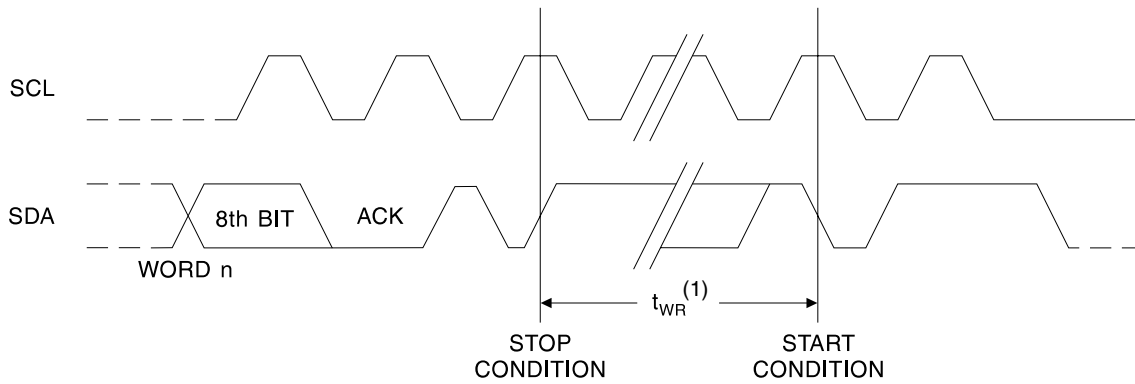 SCL
SDA
8th BIT
ACK
WORD n
tWR(1)
STOP
CONDITION
START
CONDITION